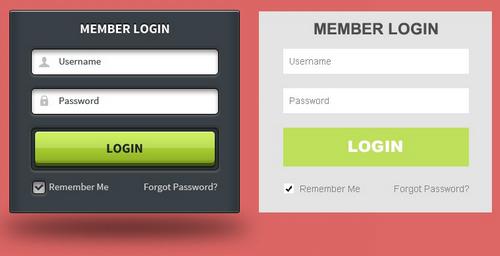 MEMBER LOGIN
Username
Password
LOGIN
Remember Me Forgot Password?
MEMBER LOGIN
Username
Password
LOGIN
Remember Me Forgot Password?